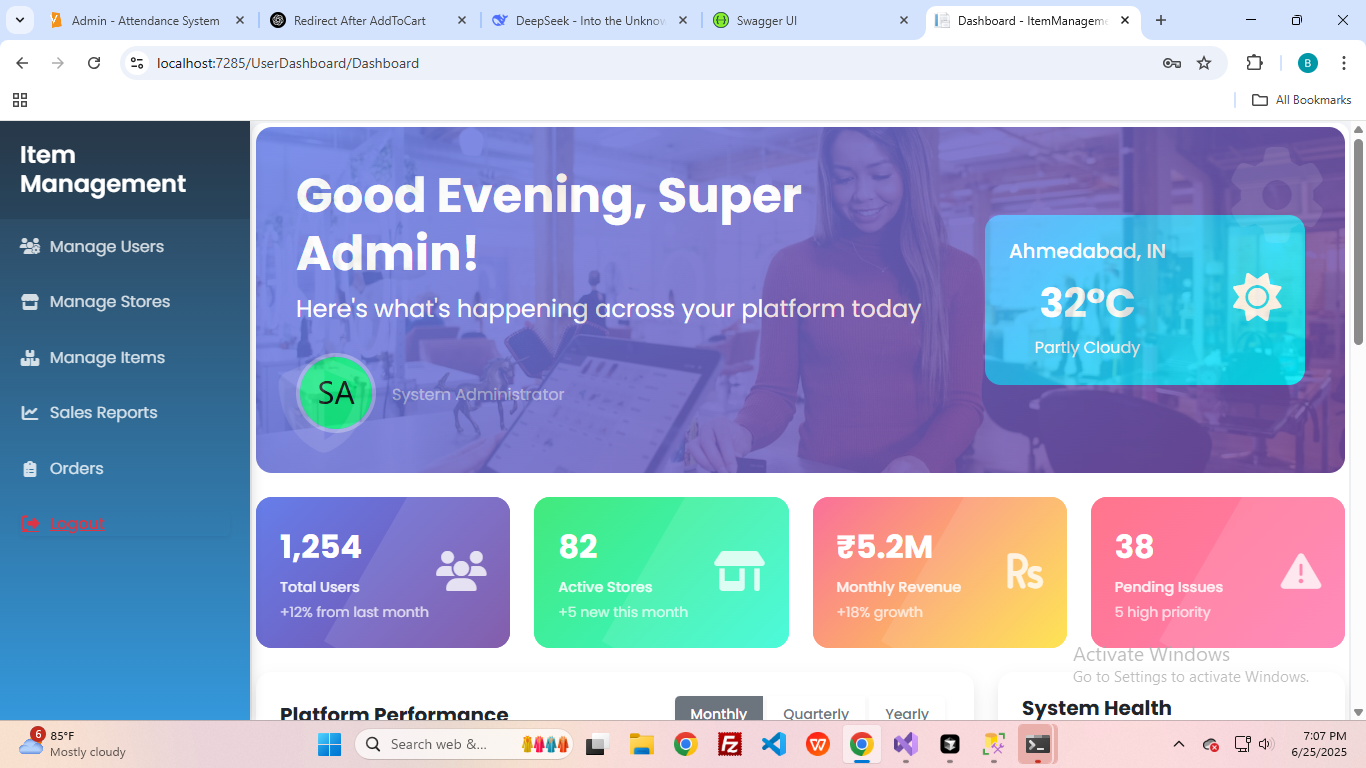 Admin - Attendance System
Redirect After AddToCart
DeepSeek - Into the Unknow
Swagger UI
Dashboard - ItemManageme
localhost:7285/UserDashboard/Dashboard
B
All Bookmarks
Item
Management
Manage Users
Manage Stores
Manage Items
Sales Reports
Orders
Logout
Good Evening, Super
Admin!
Here's what's happening across your platform today
SA
System Administrator
Ahmedabad, IN
32°C
Partly Cloudy
1,254
Total Users
+12% from last month
82
Active Stores
+5 new this month
₹5.2M
Monthly Revenue
+18% growth
Rs
38
Pending Issues
5 high priority
Activate Windows
Go to Settings to activate Windows.
Platform Performance
Monthly
Quarterly
Yearly
System Health
6
85°F
Mostly cloudy
Search web &...
7:07 PM
6/25/2025